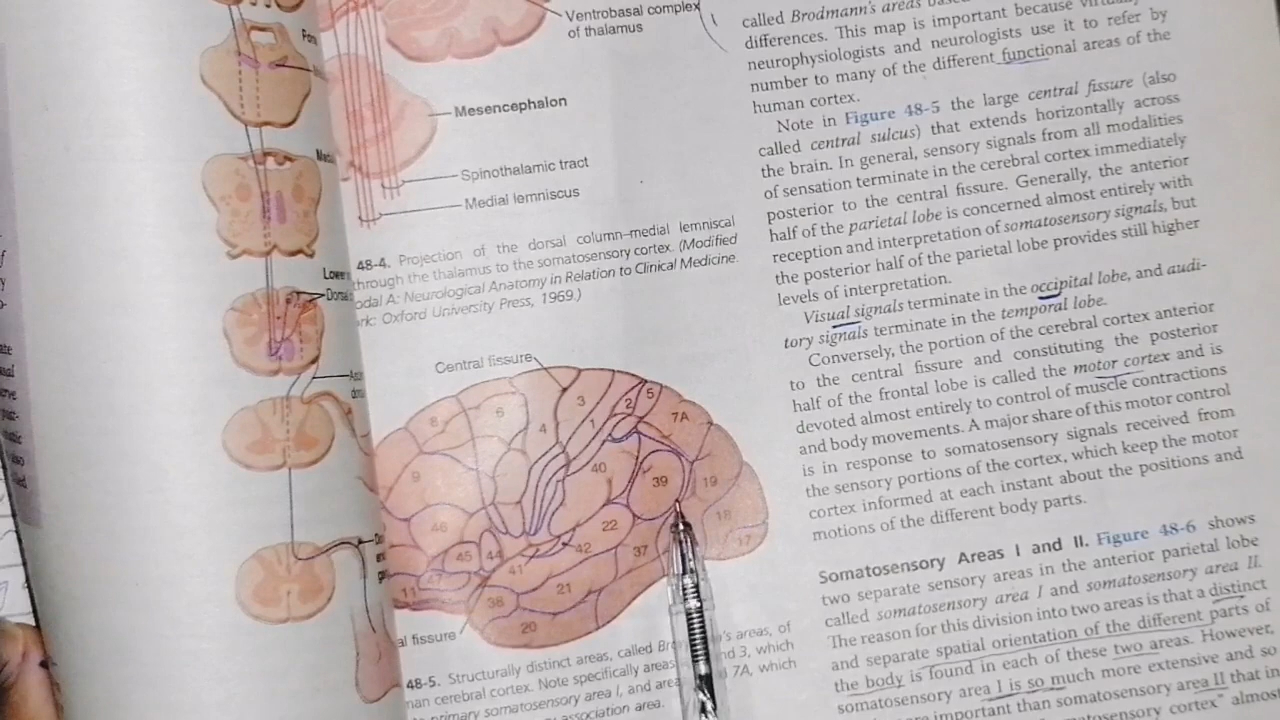 Ventrobasal complex
of thalamus
Mesencephalon
Spinothalamic tract
Medial lemniscus
48-4. Projection of the dorsal column–medial lemniscal
through the thalamus to the somatosensory cortex. (Modified
odal A: Neurological Anatomy in Relation to Clinical Medicine.
rk: Oxford University Press, 1969.)
Central fissure
8
6
4
3
1
2
5
7A
9
40
39
19
46
22
18
17
45
44
42
37
41
47
11
38
21
20
al fissure
48-5. Structurally distinct areas, called Br 's areas, of
nan cerebral cortex. Note specifically areas nd 3, which
primary somatosensory area I, and area 7A, which
association area.
called Brodmann's areas
differences. This map is important because
neurophysiologists and neurologists use it to refer by
number to many of the different functional areas of the
human cortex.
Note in Figure 48-5 the large central fissure (also
called central sulcus) that extends horizontally across
the brain. In general, sensory signals from all modalities
of sensation terminate in the cerebral cortex immediately
posterior to the central fissure. Generally, the anterior
half of the parietal lobe is concerned almost entirely with
reception and interpretation of somatosensory signals, but
the posterior half of the parietal lobe provides still higher
levels of interpretation.
Visual signals terminate in the occipital lobe, and audi-
tory signals terminate in the temporal lobe.
Conversely, the portion of the cerebral cortex anterior
to the central fissure and constituting the posterior
half of the frontal lobe is called the motor cortex and is
devoted almost entirely to control of muscle contractions
and body movements. A major share of this motor control
is in response to somatosensory signals received from
the sensory portions of the cortex, which keep the motor
cortex informed at each instant about the positions and
motions of the different body parts.
Somatosensory Areas I and II. Figure 48-6 shows
two separate sensory areas in the anterior parietal lobe
called somatosensory area I and somatosensory area II.
The reason for this division into two areas is that a distinct
and separate spatial orientation of the different parts of
the body is found in each of these two areas. However,
somatosensory area I is so much more extensive and so
important than somatosensory area II that in
cortex" almos